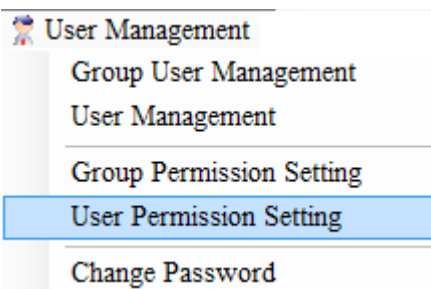 User Management
Group User Management
User Management
Group Permission Setting
User Permission Setting
Change Password